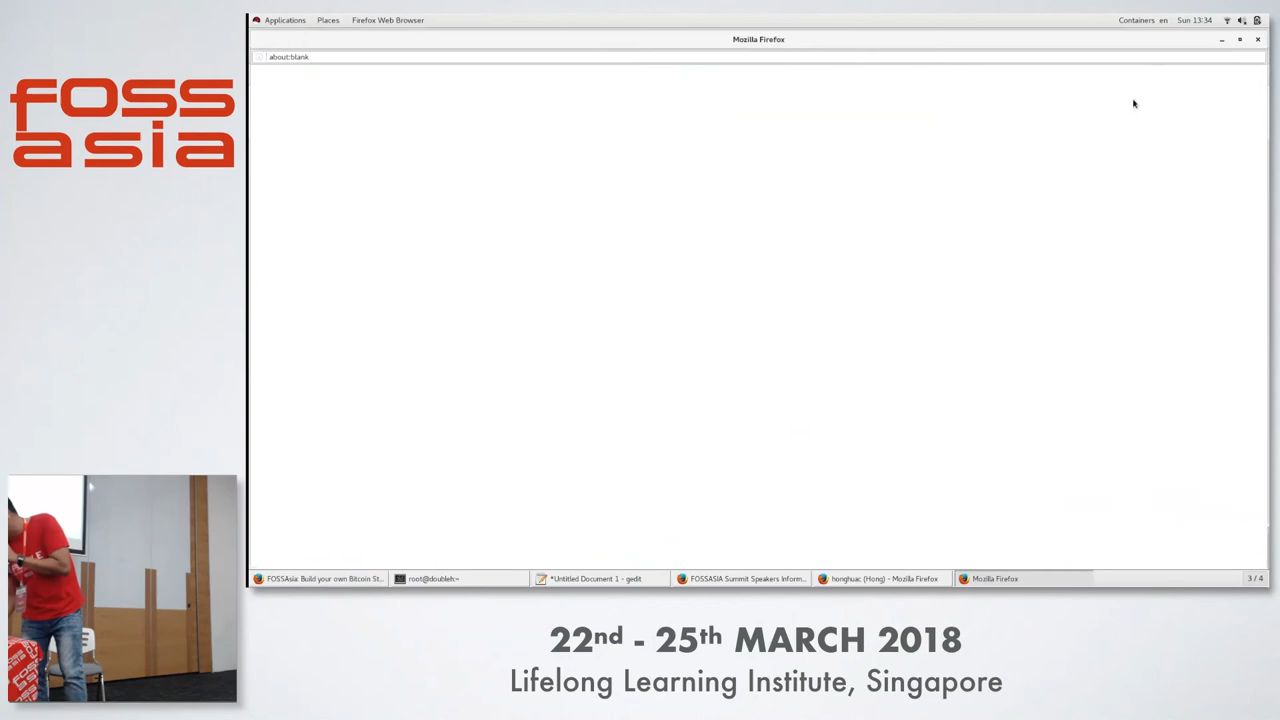 foss
asia
Applications Places Firefox Web Browser Containers en Sun 13:34
Mozilla Firefox
about:blank
FOSSAsia: Build your own Bitcoin St... root@doubleh:~ *Untitled Document 1 - gedit FOSSASIA Summit Speakers Inform... honghuac (Hong) - Mozilla Firefox Mozilla Firefox 3 / 4
FOSS
ASIA
22nd - 25th MARCH 2018
Lifelong Learning Institute, Singapore